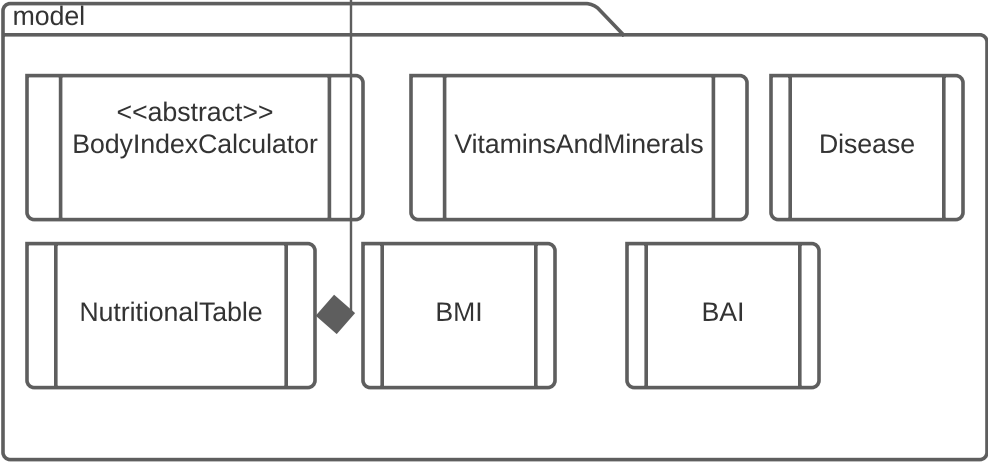 model
<<abstract>>
BodyIndexCalculator
VitaminsAndMinerals
Disease
NutritionalTable
BMI
BAI